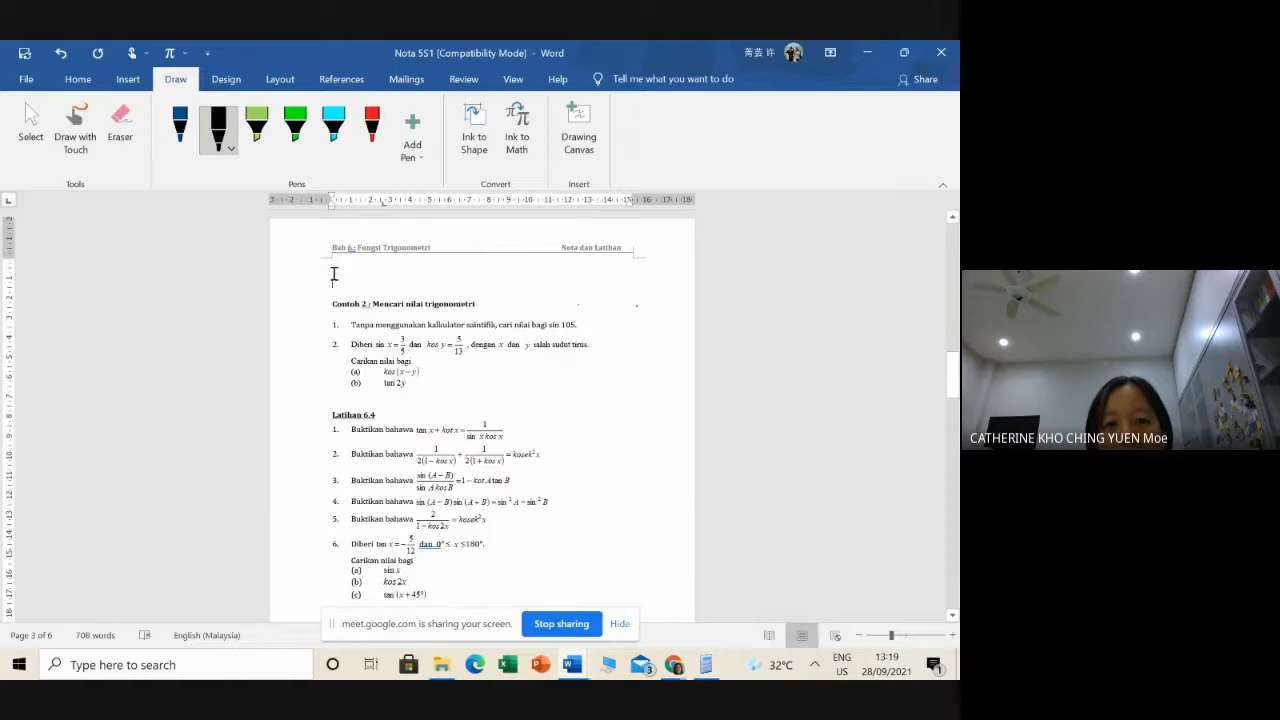 Nota 5S1 [Compatibility Mode] - Word
菁芸 许
File Home Insert Draw Design Layout References Mailings Review View Help Tell me what you want to do Share
Select Draw with Touch Eraser Add Pen Ink to Shape Ink to Math Drawing Canvas
Tools Pens Convert Insert
Bab 6.: Fungsi Trigonometri Nota dan Latihan
Contoh 2.: Mencari nilai trigonometri
1. Tanpa menggunakan kalkulator saintifik, cari nilai bagi sin 105.
2. Diberi sin x = 3/5 dan kos y = 5/13 , dengan x dan y ialah sudut tirus.
Carikan nilai bagi
(a) kos (x − y)
(b) tan 2y
Latihan 6.4
1. Buktikan bahawa tan x + kot x = 1/(sin x kos x)
2. Buktikan bahawa 1/(2(1 − kos x)) + 1/(2(1 + kos x)) = kosek² x
3. Buktikan bahawa sin (A − B)/(sin A kos B) = 1 − kot A tan B
4. Buktikan bahawa sin (A − B) sin (A + B) = sin² A − sin² B
5. Buktikan bahawa 2/(1 − kos 2x) = kosek² x
6. Diberi tan x = −5/12 dan 0° ≤ x ≤ 180°.
Carikan nilai bagi
(a) sin x
(b) kos 2x
(c) tan (x + 45°)
meet.google.com is sharing your screen. Stop sharing Hide
CATHERINE KHO CHING YUEN Moe
Page 3 of 6 708 words English (Malaysia)
Type here to search 3 32°C ENG US 13:19 28/09/2021 1